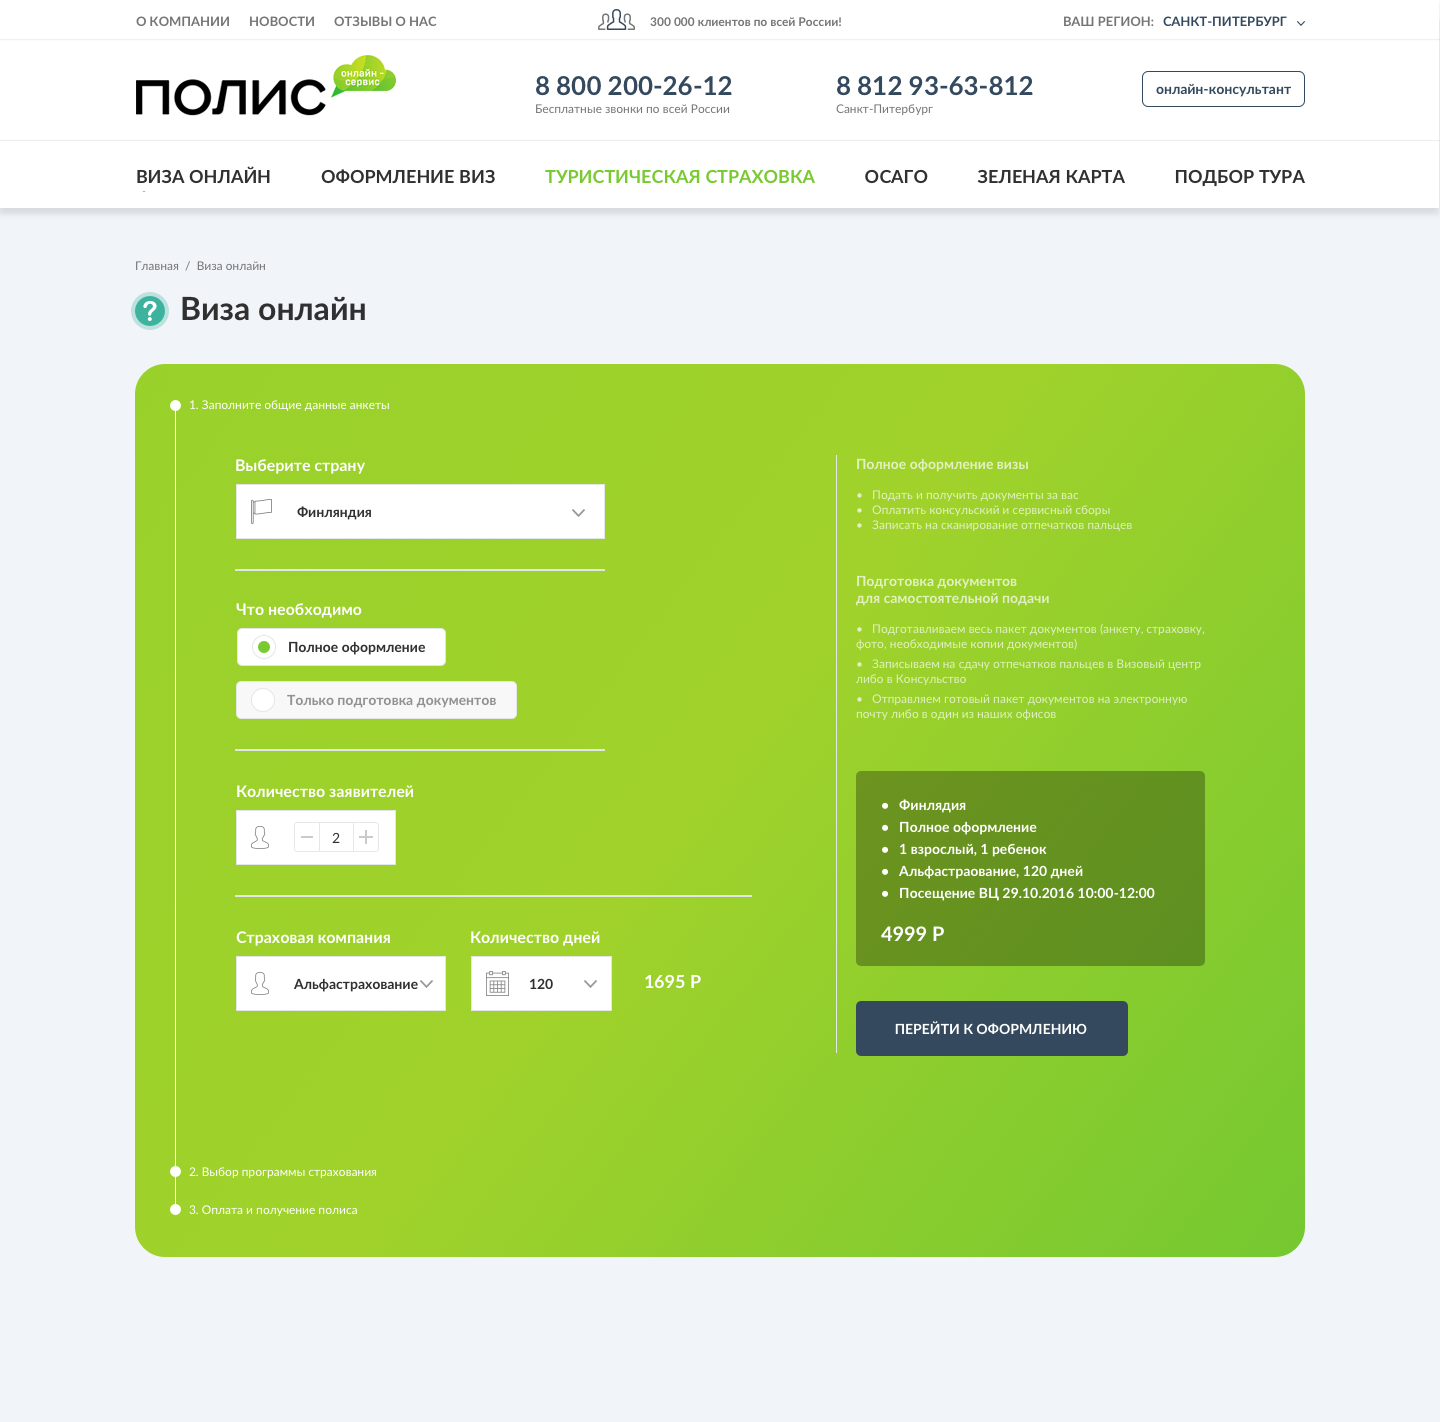 О КОМПАНИИ НОВОСТИ ОТЗЫВЫ О НАС
300 000 клиентов по всей России!
ВАШ РЕГИОН: САНКТ-ПИТЕРБУРГ
ПОЛИС
онлайн -
сервис
8 800 200-26-12
Бесплатные звонки по всей России
8 812 93-63-812
Санкт-Питербург
онлайн-консультант
ВИЗА ОНЛАЙН ОФОРМЛЕНИЕ ВИЗ ТУРИСТИЧЕСКАЯ СТРАХОВКА ОСАГО ЗЕЛЕНАЯ КАРТА ПОДБОР ТУРА
Главная / Виза онлайн
? Виза онлайн
1. Заполните общие данные анкеты
Выберите страну
Финляндия
Что необходимо
Полное оформление
Только подготовка документов
Количество заявителей
2
Страховая компания
Альфастрахование
Количество дней
120
1695 Р
Полное оформление визы
• Подать и получить документы за вас
• Оплатить консульский и сервисный сборы
• Записать на сканирование отпечатков пальцев
Подготовка документов
для самостоятельной подачи
• Подготавливаем весь пакет документов (анкету, страховку,
фото, необходимые копии документов)
• Записываем на сдачу отпечатков пальцев в Визовый центр
либо в Консульство
• Отправляем готовый пакет документов на электронную
почту либо в один из наших офисов
• Финлядия
• Полное оформление
• 1 взрослый, 1 ребенок
• Альфастраование, 120 дней
• Посещение ВЦ 29.10.2016 10:00-12:00
4999 Р
ПЕРЕЙТИ К ОФОРМЛЕНИЮ
2. Выбор программы страхования
3. Оплата и получение полиса